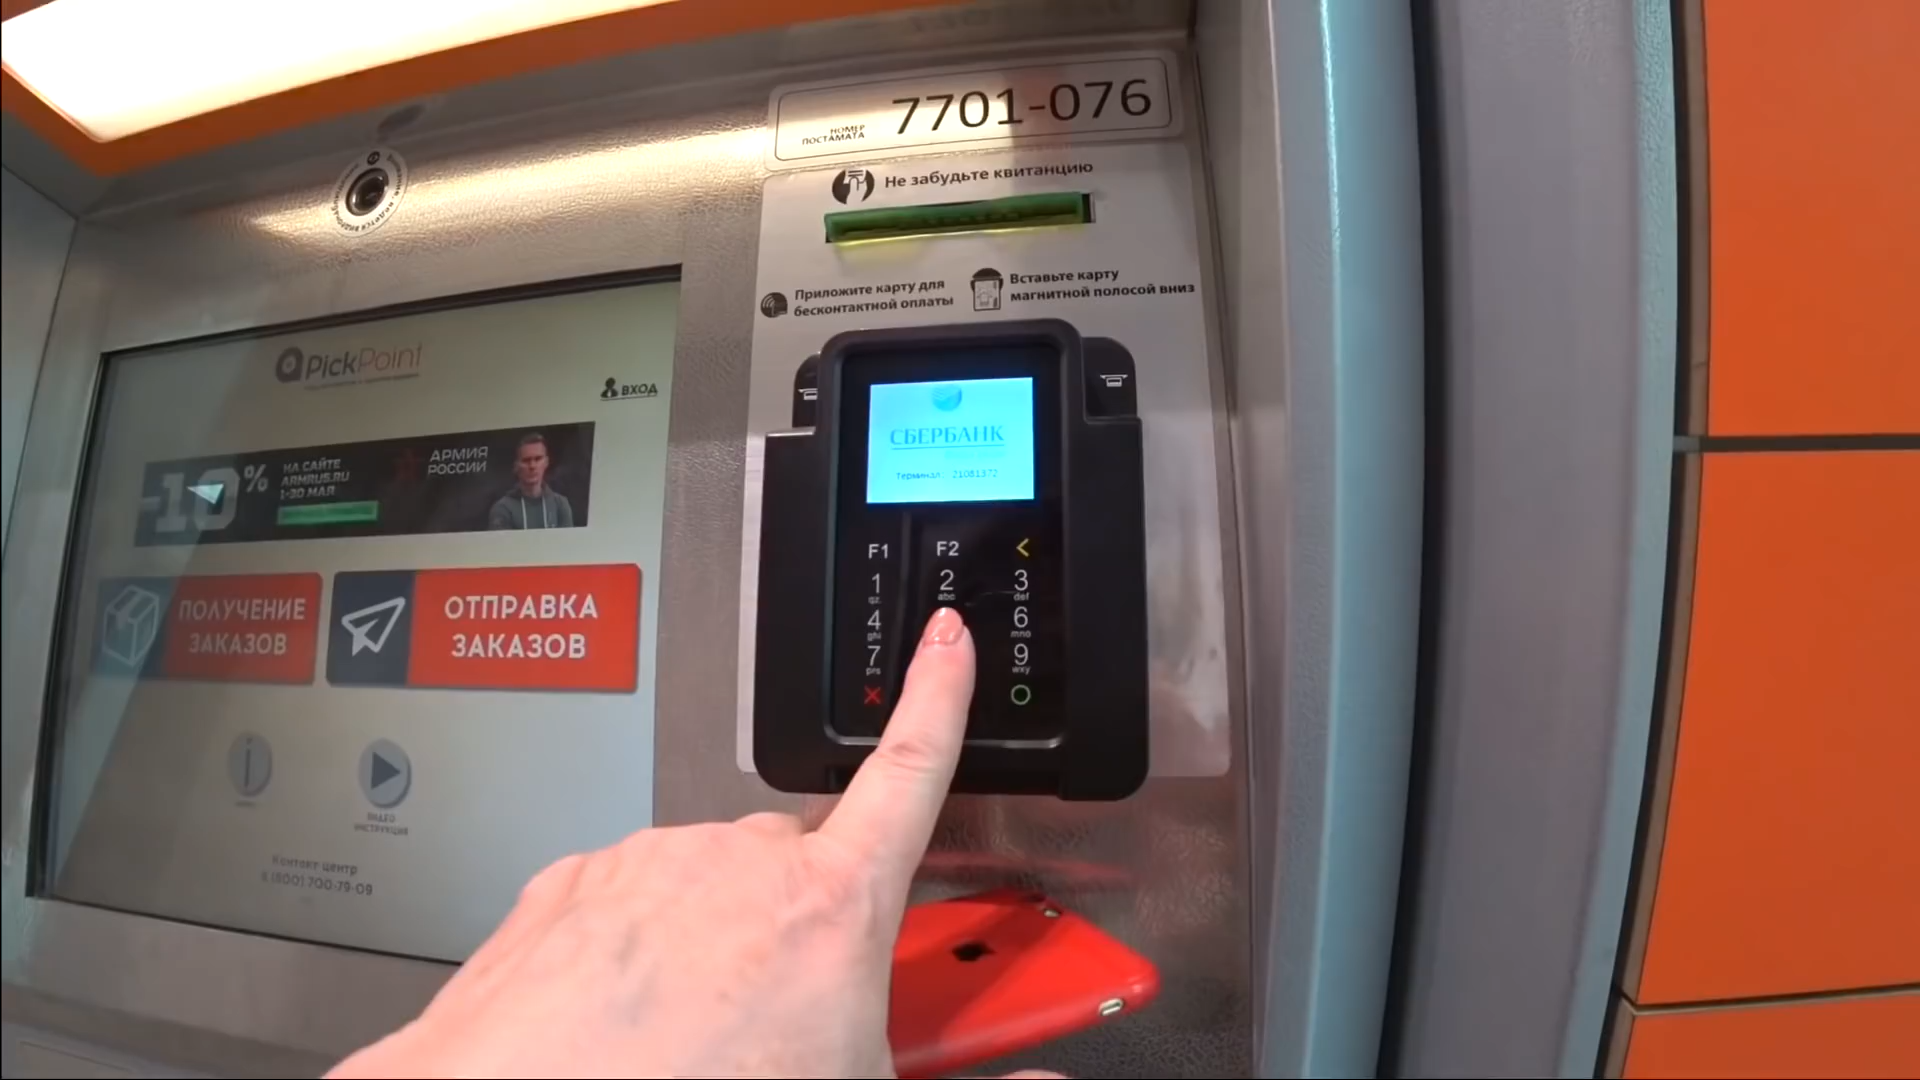 7701-076
НОМЕР
ПОСТАМАТА
Не забудьте квитанцию
Приложите карту для
бесконтактной оплаты
Вставьте карту
магнитной полосой вниз
PickPoint
ВХОД
-10%
НА САЙТЕ
ARMRUS.RU
1-20 МАЯ
АРМИЯ
РОССИИ
ПОЛУЧЕНИЕ
ЗАКАЗОВ
ОТПРАВКА
ЗАКАЗОВ
ВИДЕО
ИНСТРУКЦИЯ
Контакт-центр
8 (800) 700-79-09
СБЕРБАНК
Терминал: 21081372
F1 F2 <
1 2 3
qz abc def
4 6
ghi mno
7 9
prs wxy